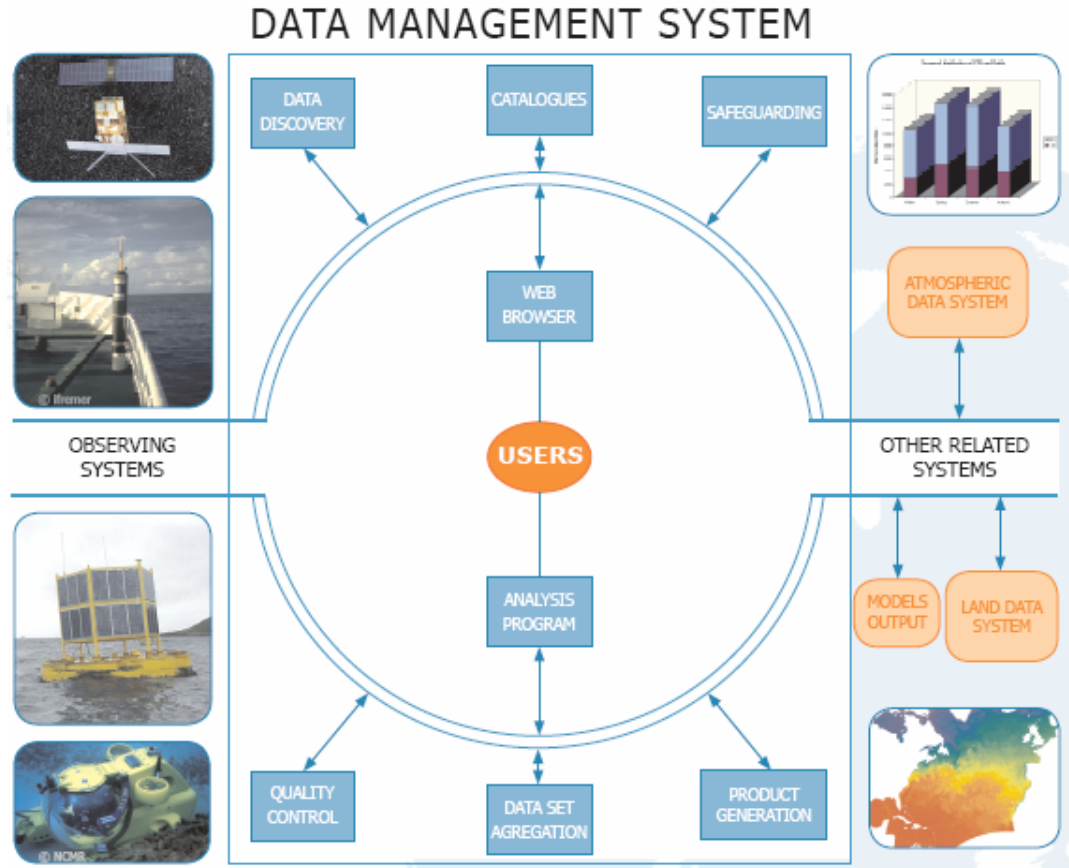 DATA MANAGEMENT SYSTEM
DATA
DISCOVERY
CATALOGUES
SAFEGUARDING
WEB
BROWSER
ATMOSPHERIC
DATA SYSTEM
© Ifremer
OBSERVING
SYSTEMS
USERS
OTHER RELATED
SYSTEMS
ANALYSIS
PROGRAM
MODELS
OUTPUT
LAND DATA
SYSTEM
QUALITY
CONTROL
DATA SET
AGREGATION
PRODUCT
GENERATION
© NCMR